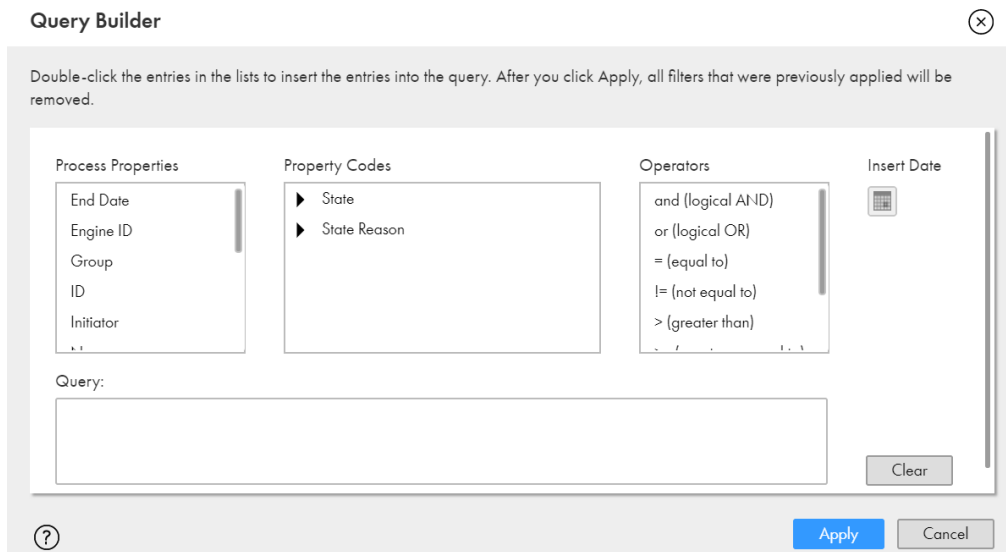 Query Builder
Double-click the entries in the lists to insert the entries into the query. After you click Apply, all filters that were previously applied will be
removed.
Process Properties
Property Codes
Operators
Insert Date
End Date
Engine ID
Group
ID
Initiator
State
State Reason
and (logical AND)
or (logical OR)
= (equal to)
!= (not equal to)
> (greater than)
Query:
Clear
?
Apply
Cancel